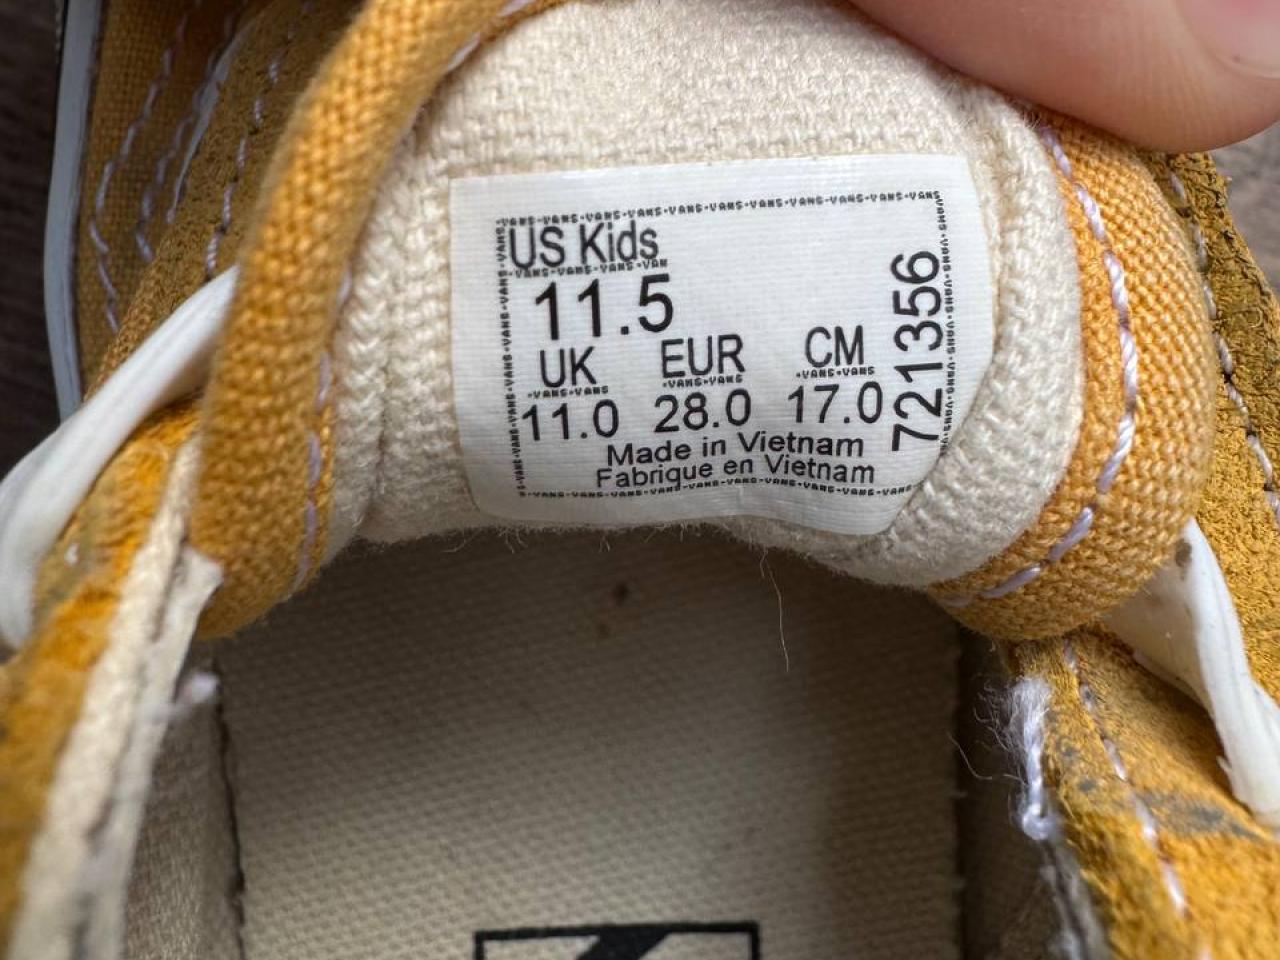 US Kids
11.5
UK EUR CM
11.0 28.0 17.0
Made in Vietnam
Fabrique en Vietnam
721356